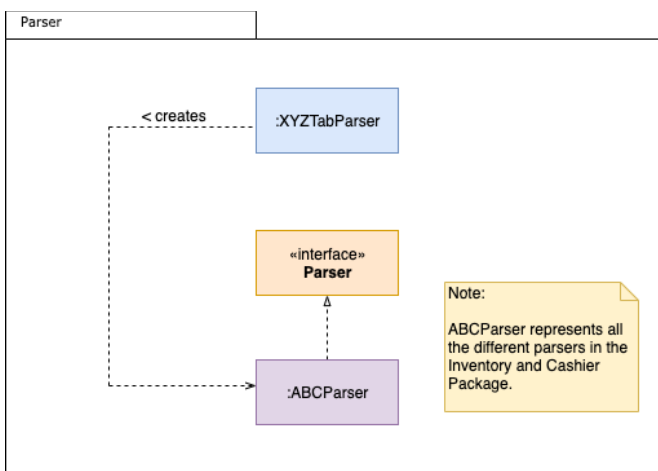 Parser
< creates
:XYZTabParser
«interface»
Parser
:ABCParser
Note:
ABCParser represents all
the different parsers in the
Inventory and Cashier
Package.